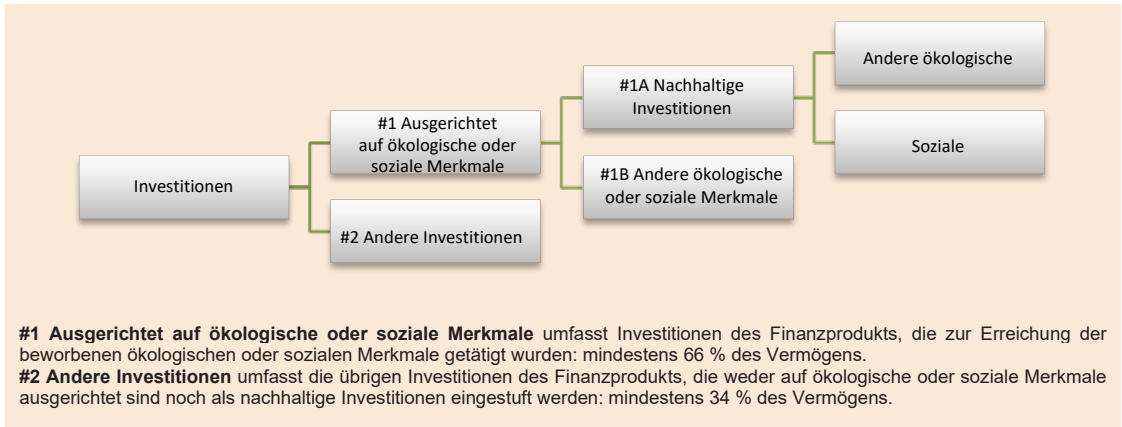 Investitionen
#1 Ausgerichtet
auf ökologische oder
soziale Merkmale
#2 Andere Investitionen
#1A Nachhaltige
Investitionen
#1B Andere ökologische
oder soziale Merkmale
Andere ökologische
Soziale
#1 Ausgerichtet auf ökologische oder soziale Merkmale umfasst Investitionen des Finanzprodukts, die zur Erreichung der
beworbenen ökologischen oder sozialen Merkmale getätigt wurden: mindestens 66 % des Vermögens.
#2 Andere Investitionen umfasst die übrigen Investitionen des Finanzprodukts, die weder auf ökologische oder soziale Merkmale
ausgerichtet sind noch als nachhaltige Investitionen eingestuft werden: mindestens 34 % des Vermögens.